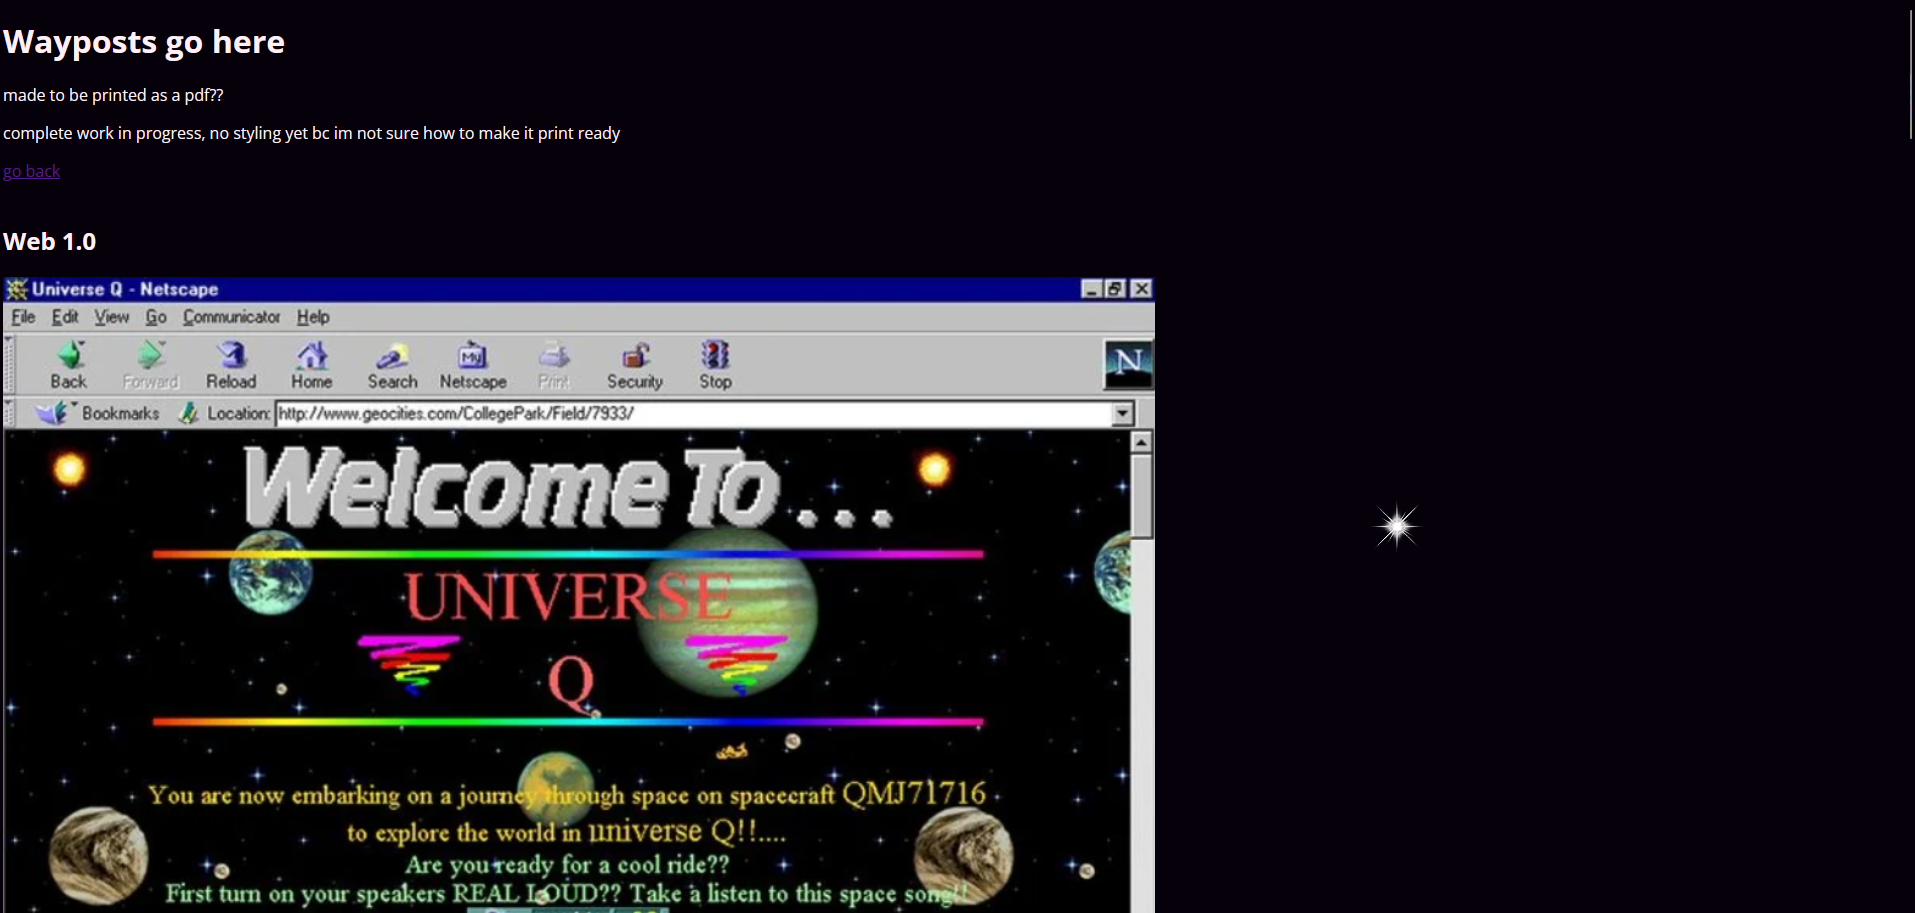 Wayposts go here
made to be printed as a pdf??
complete work in progress, no styling yet bc im not sure how to make it print ready
go back
Web 1.0
Universe Q - Netscape
File Edit View Go Communicator Help
Back Forward Reload Home Search Netscape Print Security Stop
My
N
Bookmarks Location: http://www.geocities.com/CollegePark/Field/7933/
Welcome To...
UNIVERSE
Q
You are now embarking on a journey through space on spacecraft QMJ71716
to explore the world in universe Q!!....
Are you ready for a cool ride??
First turn on your speakers REAL LOUD?? Take a listen to this space song!!